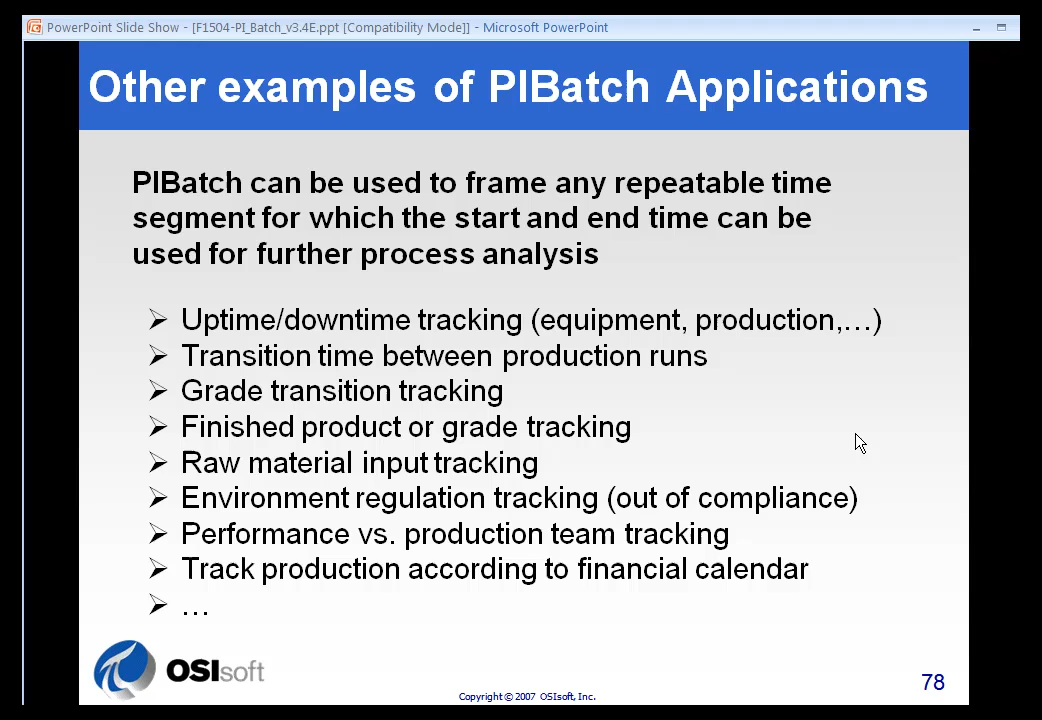 PowerPoint Slide Show - [F1504-PI_Batch_v3.4E.ppt [Compatibility Mode]] - Microsoft PowerPoint
Other examples of PIBatch Applications
PIBatch can be used to frame any repeatable time
segment for which the start and end time can be
used for further process analysis
Uptime/downtime tracking (equipment, production,…)
Transition time between production runs
Grade transition tracking
Finished product or grade tracking
Raw material input tracking
Environment regulation tracking (out of compliance)
Performance vs. production team tracking
Track production according to financial calendar
…
OSIsoft
Copyright © 2007 OSIsoft, Inc.
78